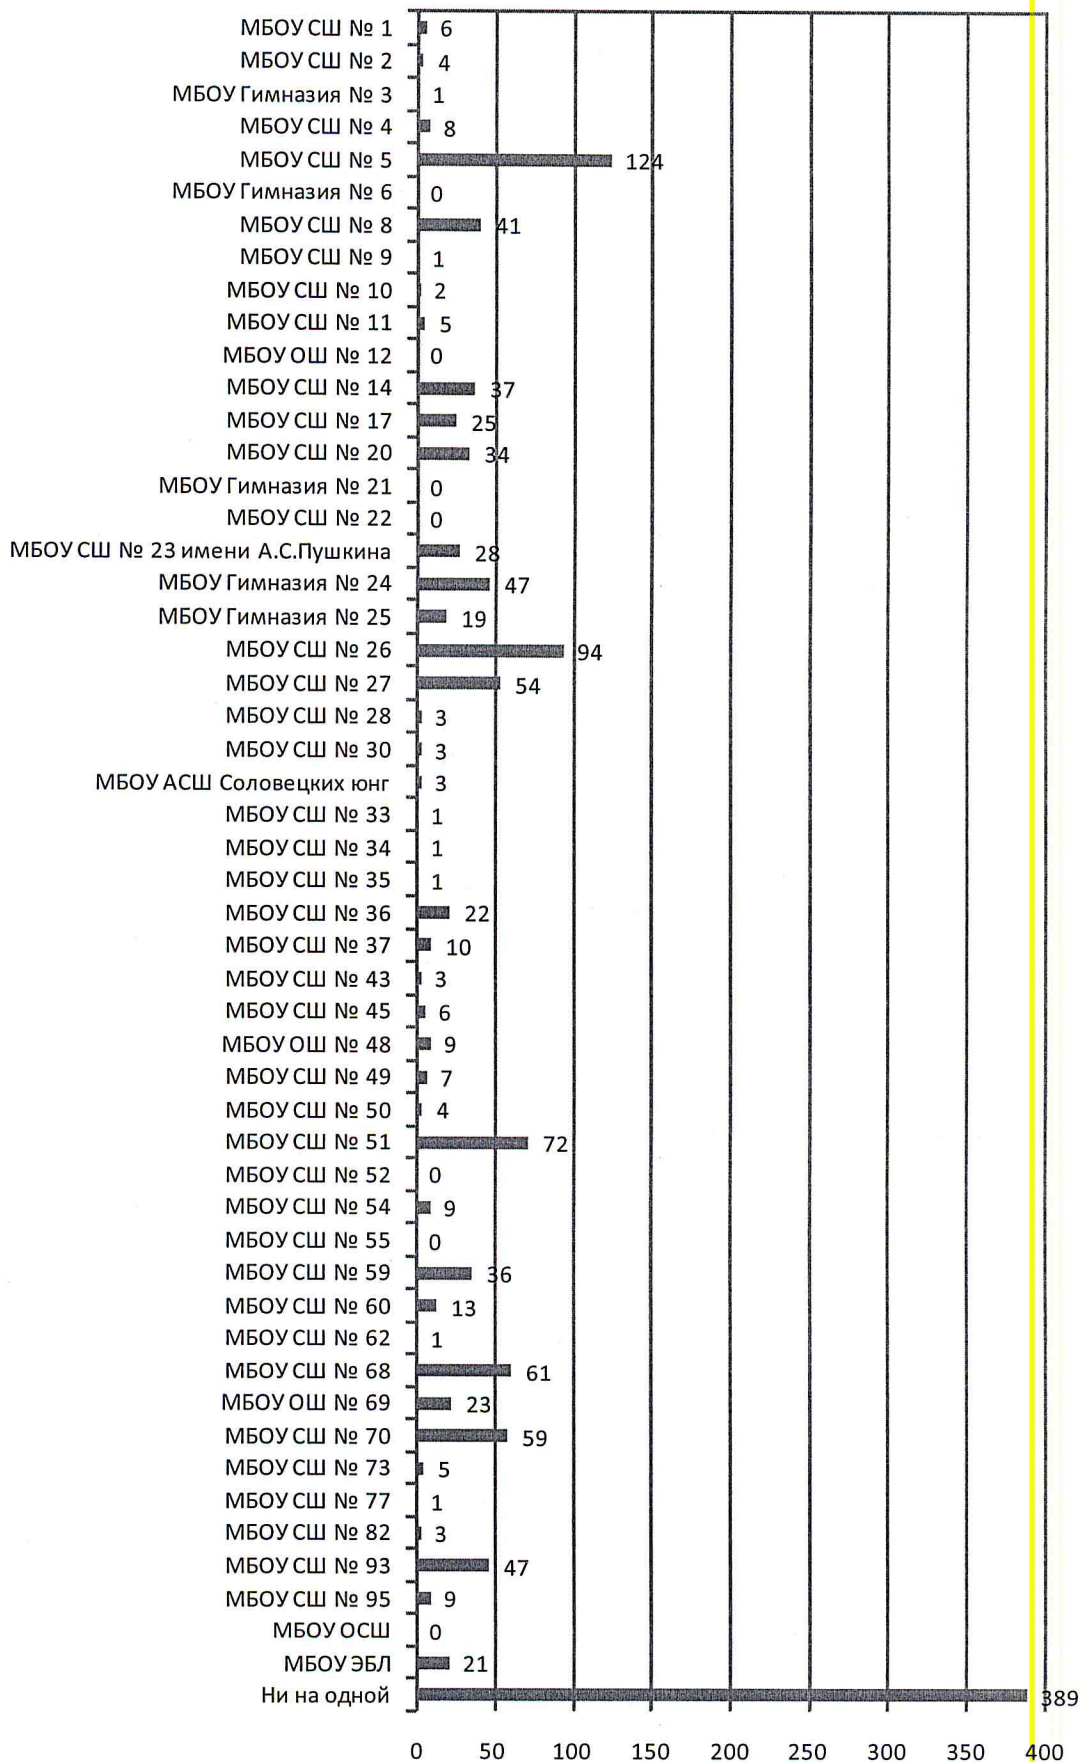 МБОУ СШ № 1 6
МБОУ СШ № 2 4
МБОУ Гимназия № 3 1
МБОУ СШ № 4 8
МБОУ СШ № 5 124
МБОУ Гимназия № 6 0
МБОУ СШ № 8 41
МБОУ СШ № 9 1
МБОУ СШ № 10 2
МБОУ СШ № 11 5
МБОУ ОШ № 12 0
МБОУ СШ № 14 37
МБОУ СШ № 17 25
МБОУ СШ № 20 34
МБОУ Гимназия № 21 0
МБОУ СШ № 22 0
МБОУ СШ № 23 имени А.С.Пушкина 28
МБОУ Гимназия № 24 47
МБОУ Гимназия № 25 19
МБОУ СШ № 26 94
МБОУ СШ № 27 54
МБОУ СШ № 28 3
МБОУ СШ № 30 3
МБОУ АСШ Соловецких юнг 3
МБОУ СШ № 33 1
МБОУ СШ № 34 1
МБОУ СШ № 35 1
МБОУ СШ № 36 22
МБОУ СШ № 37 10
МБОУ СШ № 43 3
МБОУ СШ № 45 6
МБОУ ОШ № 48 9
МБОУ СШ № 49 7
МБОУ СШ № 50 4
МБОУ СШ № 51 72
МБОУ СШ № 52 0
МБОУ СШ № 54 9
МБОУ СШ № 55 0
МБОУ СШ № 59 36
МБОУ СШ № 60 13
МБОУ СШ № 62 1
МБОУ СШ № 68 61
МБОУ ОШ № 69 23
МБОУ СШ № 70 59
МБОУ СШ № 73 5
МБОУ СШ № 77 1
МБОУ СШ № 82 3
МБОУ СШ № 93 47
МБОУ СШ № 95 9
МБОУ ОСШ 0
МБОУ ЭБЛ 21
Ни на одной 389
0 50 100 150 200 250 300 350 400